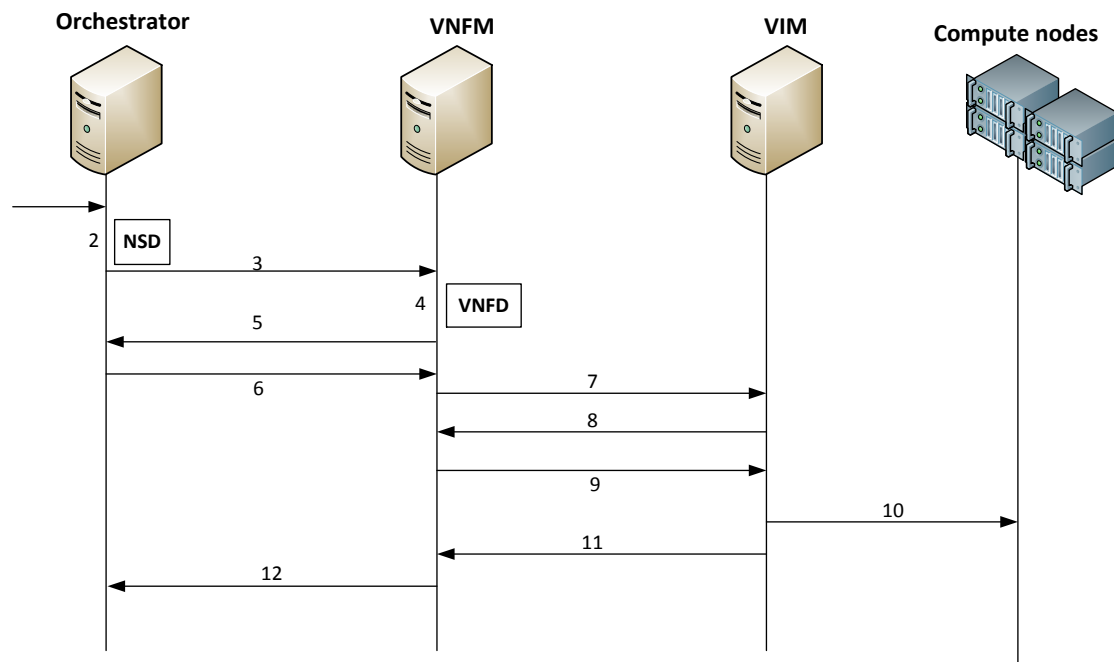 Orchestrator
VNFM
VIM
Compute nodes
2
NSD
3
4
VNFD
5
6
7
8
9
10
11
12